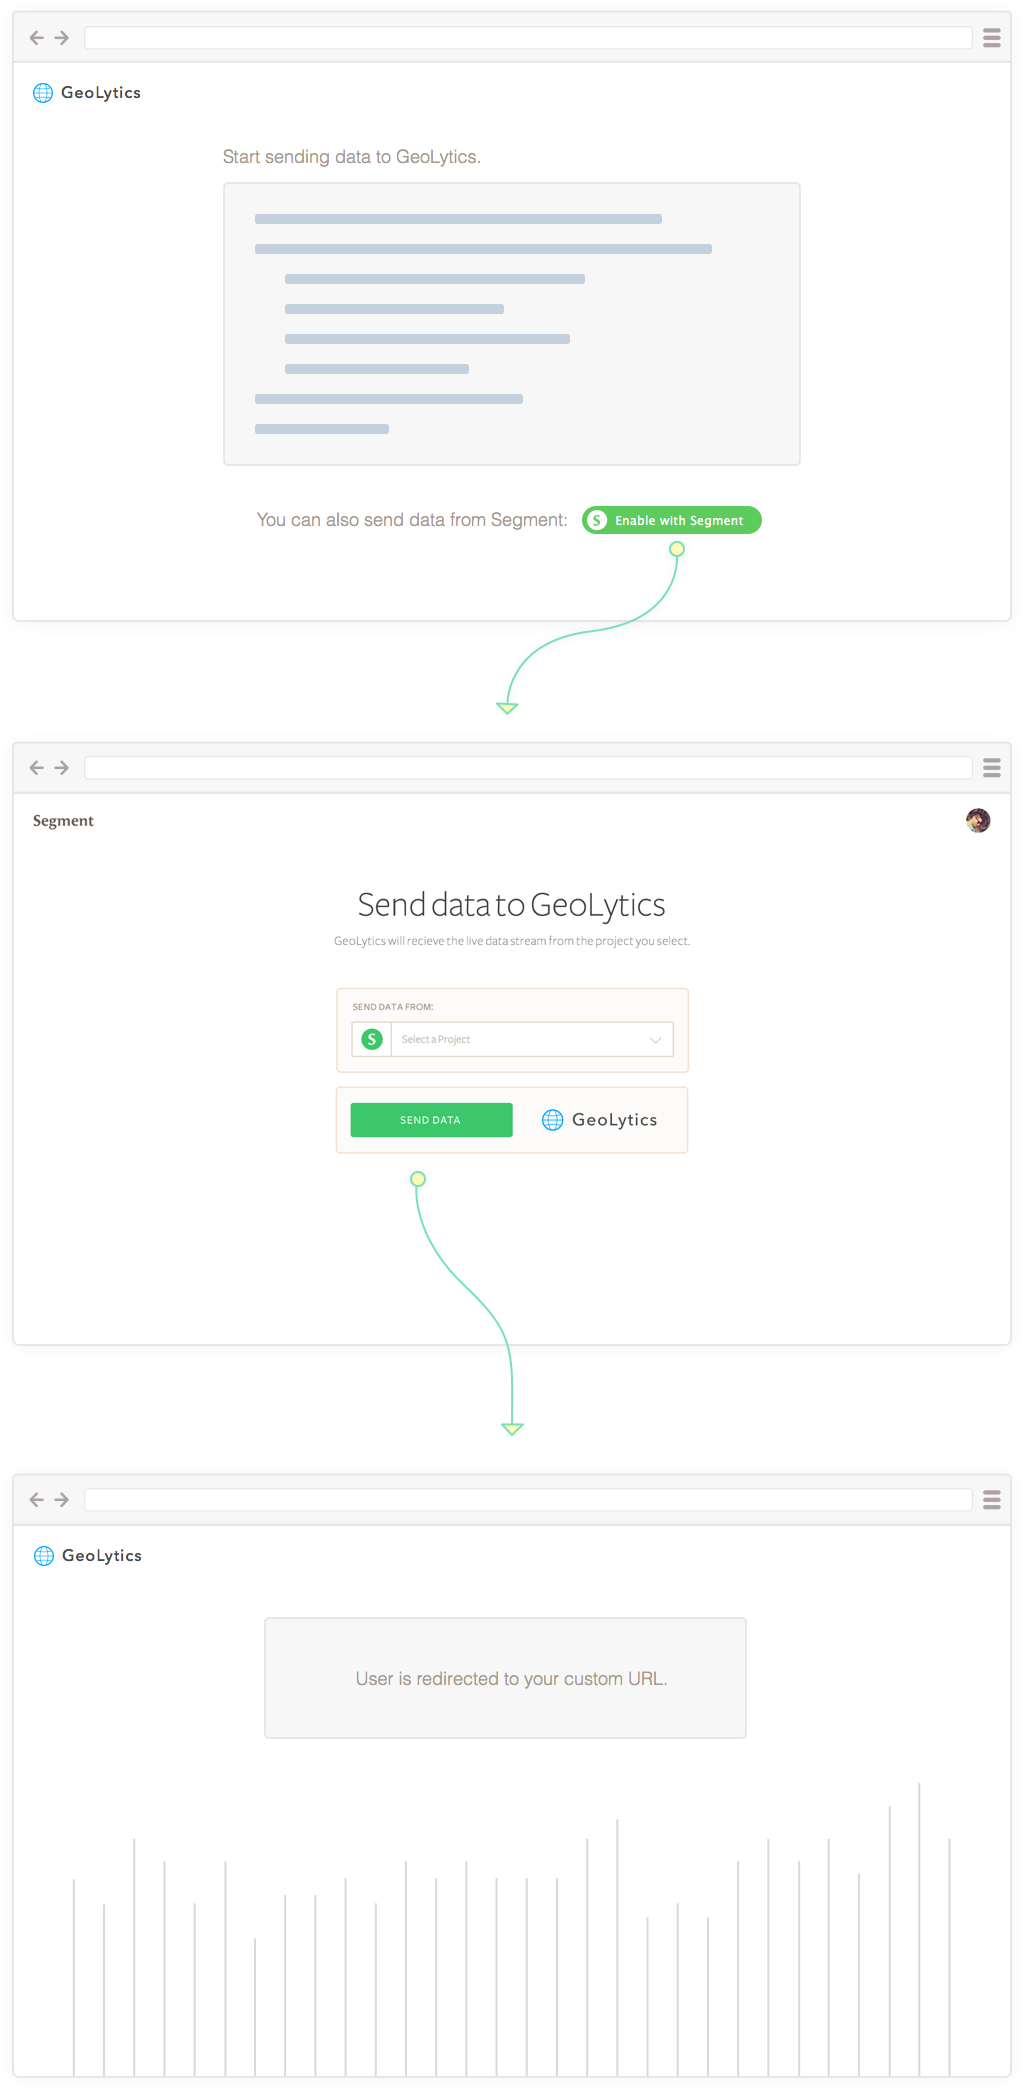 GeoLytics
Start sending data to GeoLytics.
You can also send data from Segment:
S Enable with Segment
Segment
Send data to GeoLytics
GeoLytics will recieve the live data stream from the project you select.
SEND DATA FROM:
S Select a Project
SEND DATA
GeoLytics
GeoLytics
User is redirected to your custom URL.